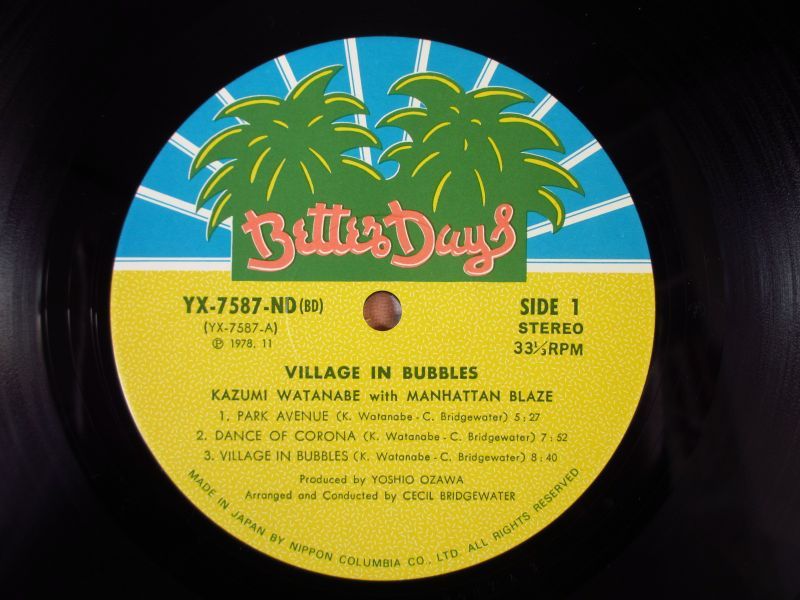 Better Days
YX-7587-ND (BD)
(YX-7587-A)
Ⓟ 1978. 11
SIDE 1
STEREO
33⅓RPM
VILLAGE IN BUBBLES
KAZUMI WATANABE with MANHATTAN BLAZE
1. PARK AVENUE (K. Watanabe - C. Bridgewater) 5:27
2. DANCE OF CORONA (K. Watanabe - C. Bridgewater) 7:52
3. VILLAGE IN BUBBLES (K. Watanabe - C. Bridgewater) 8:40
Produced by YOSHIO OZAWA
Arranged and Conducted by CECIL BRIDGEWATER
MADE IN JAPAN BY NIPPON COLUMBIA CO., LTD. ALL RIGHTS RESERVED